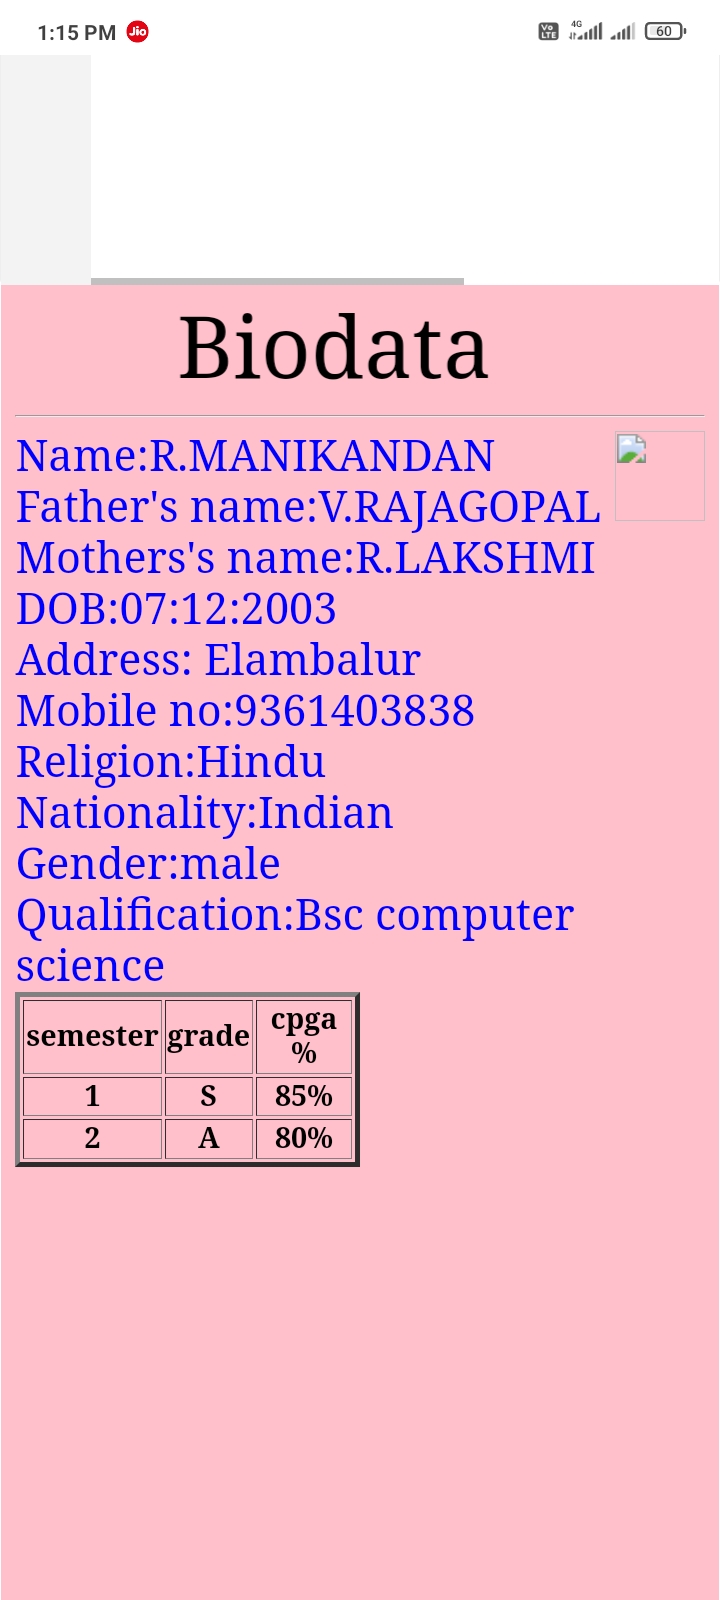 1:15 PM Jio Vo LTE 4G 60
Biodata
Name:R.MANIKANDAN
Father's name:V.RAJAGOPAL
Mothers's name:R.LAKSHMI
DOB:07:12:2003
Address: Elambalur
Mobile no:9361403838
Religion:Hindu
Nationality:Indian
Gender:male
Qualification:Bsc computer
science
semester grade cpga %
1 S 85%
2 A 80%